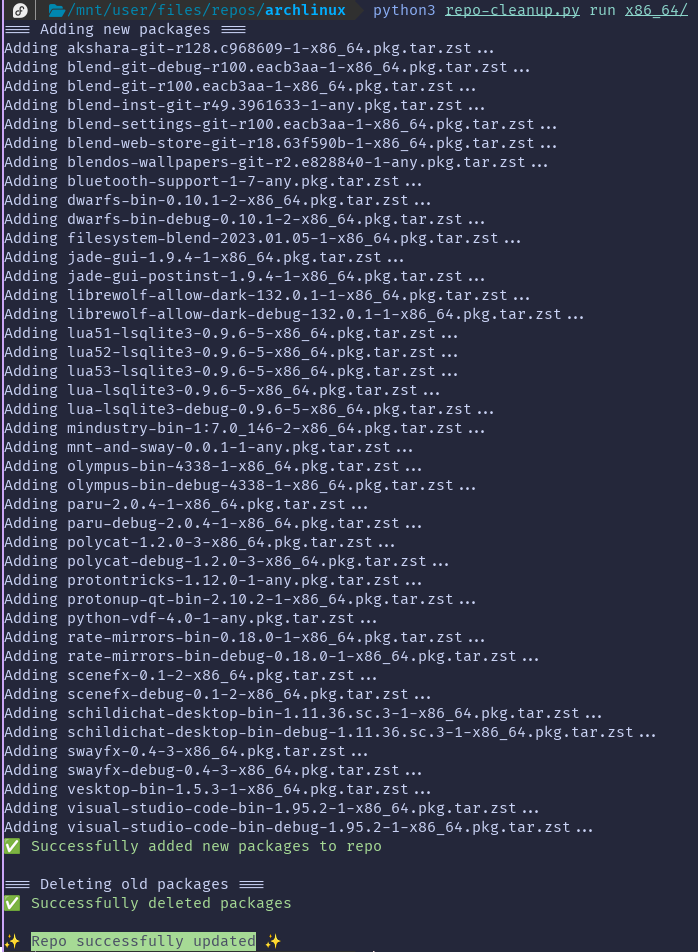 /mnt/user/files/repos/archlinux python3 repo-cleanup.py run x86_64/
=== Adding new packages ===
Adding akshara-git-r128.c968609-1-x86_64.pkg.tar.zst...
Adding blend-git-debug-r100.eacb3aa-1-x86_64.pkg.tar.zst...
Adding blend-git-r100.eacb3aa-1-x86_64.pkg.tar.zst...
Adding blend-inst-git-r49.3961633-1-any.pkg.tar.zst...
Adding blend-settings-git-r100.eacb3aa-1-x86_64.pkg.tar.zst...
Adding blend-web-store-git-r18.63f590b-1-x86_64.pkg.tar.zst...
Adding blendos-wallpapers-git-r2.e828840-1-any.pkg.tar.zst...
Adding bluetooth-support-1-7-any.pkg.tar.zst...
Adding dwarfs-bin-0.10.1-2-x86_64.pkg.tar.zst...
Adding dwarfs-bin-debug-0.10.1-2-x86_64.pkg.tar.zst...
Adding filesystem-blend-2023.01.05-1-x86_64.pkg.tar.zst...
Adding jade-gui-1.9.4-1-x86_64.pkg.tar.zst...
Adding jade-gui-postinst-1.9.4-1-x86_64.pkg.tar.zst...
Adding librewolf-allow-dark-132.0.1-1-x86_64.pkg.tar.zst...
Adding librewolf-allow-dark-debug-132.0.1-1-x86_64.pkg.tar.zst...
Adding lua51-lsqlite3-0.9.6-5-x86_64.pkg.tar.zst...
Adding lua52-lsqlite3-0.9.6-5-x86_64.pkg.tar.zst...
Adding lua53-lsqlite3-0.9.6-5-x86_64.pkg.tar.zst...
Adding lua-lsqlite3-0.9.6-5-x86_64.pkg.tar.zst...
Adding lua-lsqlite3-debug-0.9.6-5-x86_64.pkg.tar.zst...
Adding mindustry-bin-1:7.0_146-2-x86_64.pkg.tar.zst...
Adding mnt-and-sway-0.0.1-1-any.pkg.tar.zst...
Adding olympus-bin-4338-1-x86_64.pkg.tar.zst...
Adding olympus-bin-debug-4338-1-x86_64.pkg.tar.zst...
Adding paru-2.0.4-1-x86_64.pkg.tar.zst...
Adding paru-debug-2.0.4-1-x86_64.pkg.tar.zst...
Adding polycat-1.2.0-3-x86_64.pkg.tar.zst...
Adding polycat-debug-1.2.0-3-x86_64.pkg.tar.zst...
Adding protontricks-1.12.0-1-any.pkg.tar.zst...
Adding protonup-qt-bin-2.10.2-1-x86_64.pkg.tar.zst...
Adding python-vdf-4.0-1-any.pkg.tar.zst...
Adding rate-mirrors-bin-0.18.0-1-x86_64.pkg.tar.zst...
Adding rate-mirrors-bin-debug-0.18.0-1-x86_64.pkg.tar.zst...
Adding scenefx-0.1-2-x86_64.pkg.tar.zst...
Adding scenefx-debug-0.1-2-x86_64.pkg.tar.zst...
Adding schildichat-desktop-bin-1.11.36.sc.3-1-x86_64.pkg.tar.zst...
Adding schildichat-desktop-bin-debug-1.11.36.sc.3-1-x86_64.pkg.tar.zst...
Adding swayfx-0.4-3-x86_64.pkg.tar.zst...
Adding swayfx-debug-0.4-3-x86_64.pkg.tar.zst...
Adding vesktop-bin-1.5.3-1-x86_64.pkg.tar.zst...
Adding visual-studio-code-bin-1.95.2-1-x86_64.pkg.tar.zst...
Adding visual-studio-code-bin-debug-1.95.2-1-x86_64.pkg.tar.zst...
✅ Successfully added new packages to repo
=== Deleting old packages ===
✅ Successfully deleted packages
✨ Repo successfully updated ✨